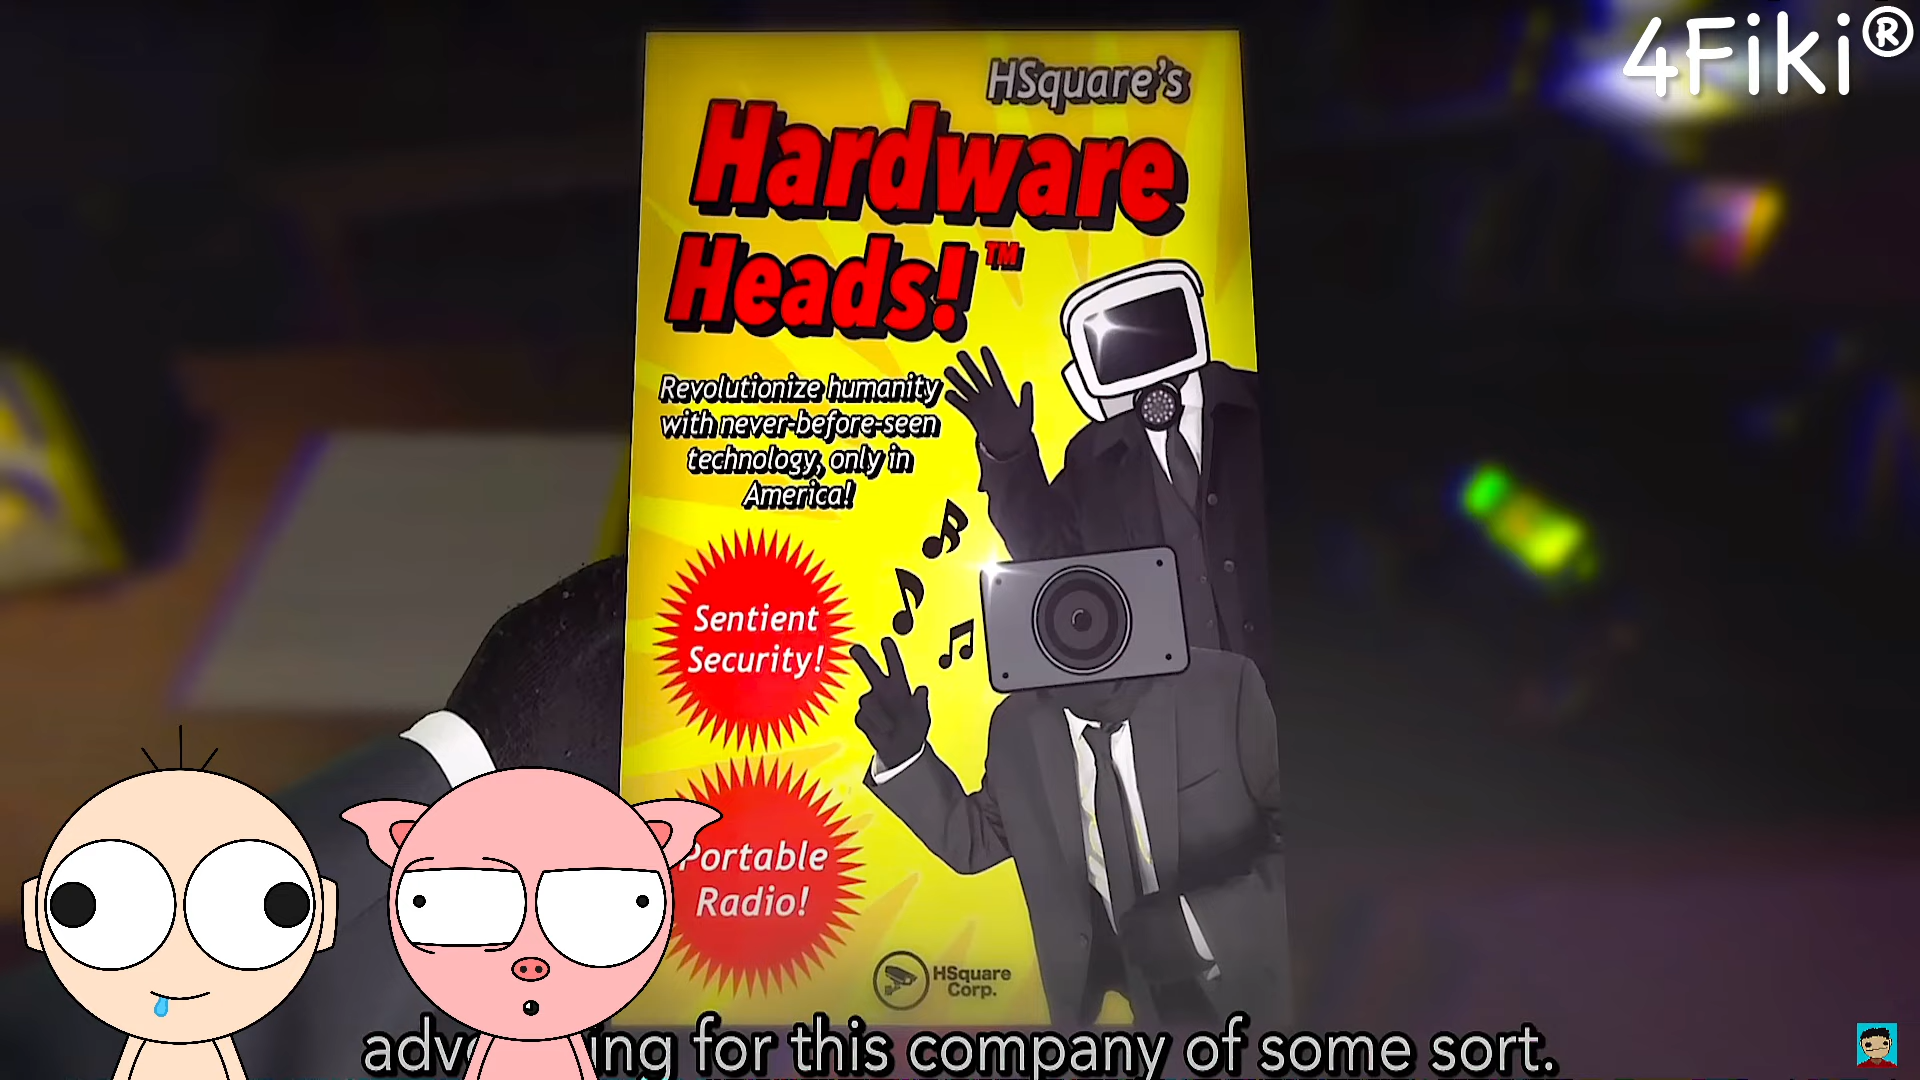 4Fiki®
HSquare's
Hardware
Heads!™
Revolutionize humanity
with never-before-seen
technology, only in
America!
Sentient
Security!
Portable
Radio!
HSquare
Corp.
for this company of some sort.